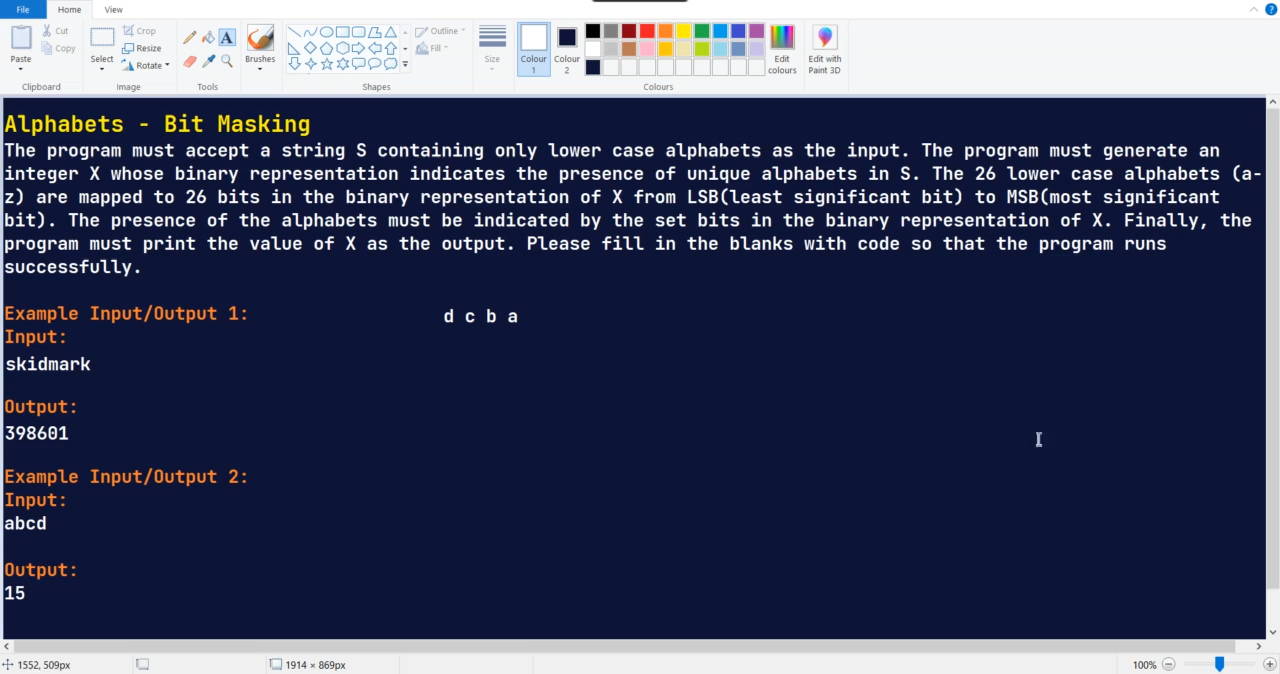 File Home View
Paste Cut Copy Select Crop Resize Rotate Brushes Outline Fill Size Colour 1 Colour 2 Edit colours Edit with Paint 3D
Clipboard Image Tools Shapes Colours
Alphabets - Bit Masking
The program must accept a string S containing only lower case alphabets as the input. The program must generate an
integer X whose binary representation indicates the presence of unique alphabets in S. The 26 lower case alphabets (a-
z) are mapped to 26 bits in the binary representation of X from LSB(least significant bit) to MSB(most significant
bit). The presence of the alphabets must be indicated by the set bits in the binary representation of X. Finally, the
program must print the value of X as the output. Please fill in the blanks with code so that the program runs
successfully.
Example Input/Output 1:
d c b a
Input:
skidmark
Output:
398601
Example Input/Output 2:
Input:
abcd
Output:
15
1552, 509px 1914 × 869px 100%